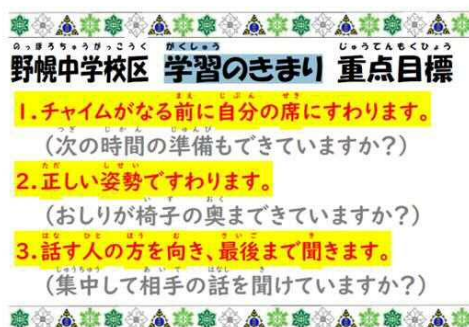 野幌中学校区 学習のきまり 重点目標
1.チャイムがなる前に自分の席にすわります。
(次の時間の準備もできていますか?)
2.正しい姿勢ですわります。
(おしりが椅子の奥まできていますか?)
3.話す人の方を向き、最後まで聞きます。
(集中して相手の話を聞けていますか?)